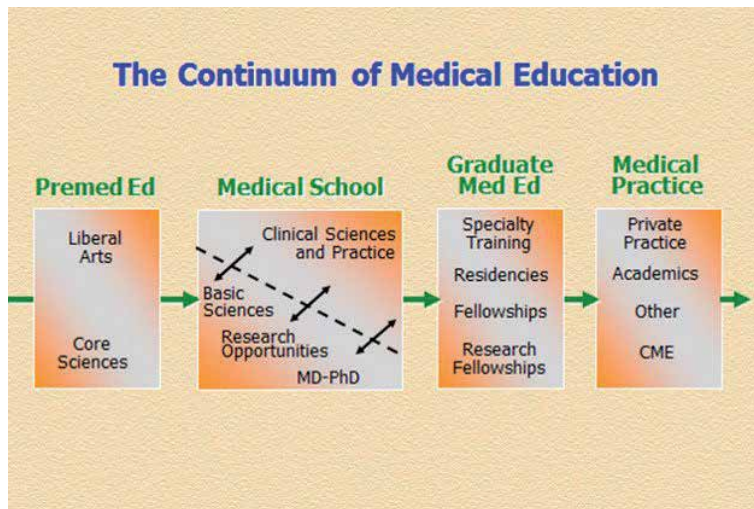 The Continuum of Medical Education
Premed Ed
Liberal
Arts
Core
Sciences
Medical School
Clinical Sciences
and Practice
Basic
Sciences
Research
Opportunities
MD-PhD
Graduate
Med Ed
Specialty
Training
Residencies
Fellowships
Research
Fellowships
Medical
Practice
Private
Practice
Academics
Other
CME